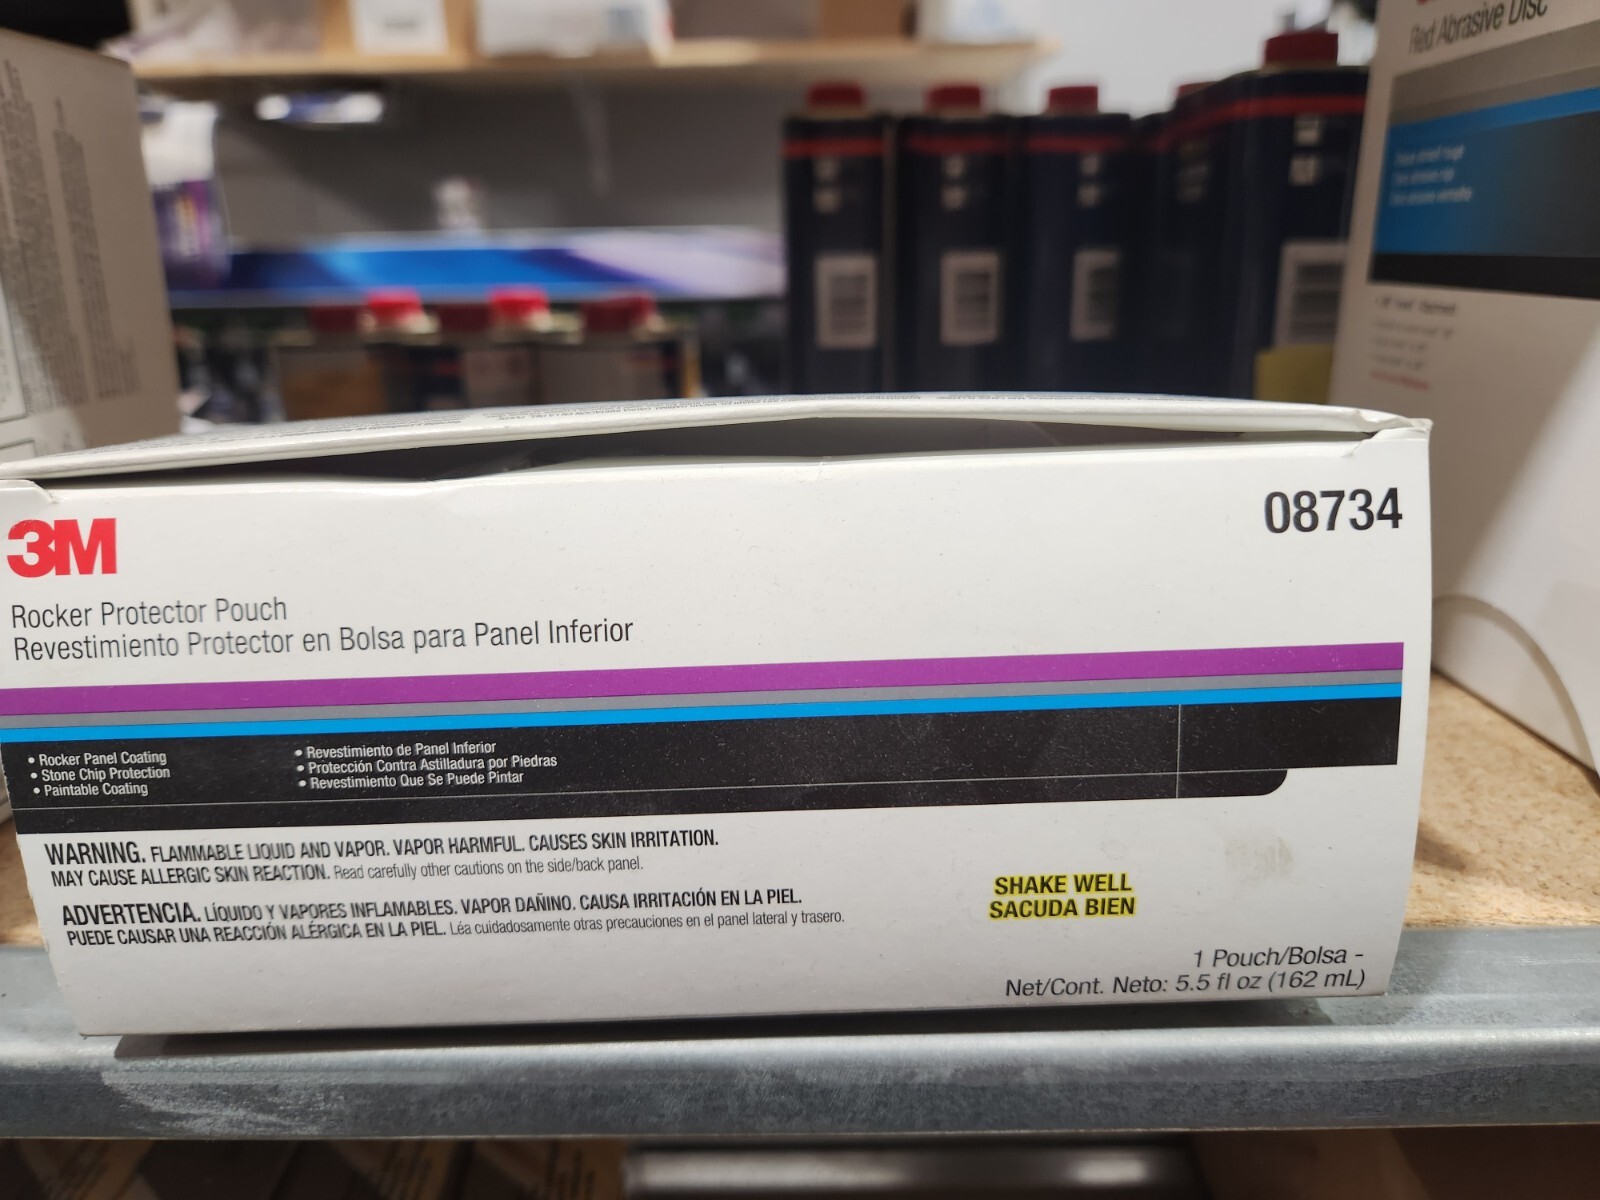 Red Abrasive Disc
3M
08734
Rocker Protector Pouch
Revestimiento Protector en Bolsa para Panel Inferior
• Rocker Panel Coating
• Stone Chip Protection
• Paintable Coating
• Revestimiento de Panel Inferior
• Protección Contra Astilladura por Piedras
• Revestimiento Que Se Puede Pintar
WARNING. FLAMMABLE LIQUID AND VAPOR. VAPOR HARMFUL. CAUSES SKIN IRRITATION.
MAY CAUSE ALLERGIC SKIN REACTION. Read carefully other cautions on the side/back panel.
ADVERTENCIA. LÍQUIDO Y VAPORES INFLAMABLES. VAPOR DAÑINO. CAUSA IRRITACIÓN EN LA PIEL.
PUEDE CAUSAR UNA REACCIÓN ALÉRGICA EN LA PIEL. Léa cuidadosamente otras precauciones en el panel lateral y trasero.
SHAKE WELL
SACUDA BIEN
1 Pouch/Bolsa -
Net/Cont. Neto: 5.5 fl oz (162 mL)